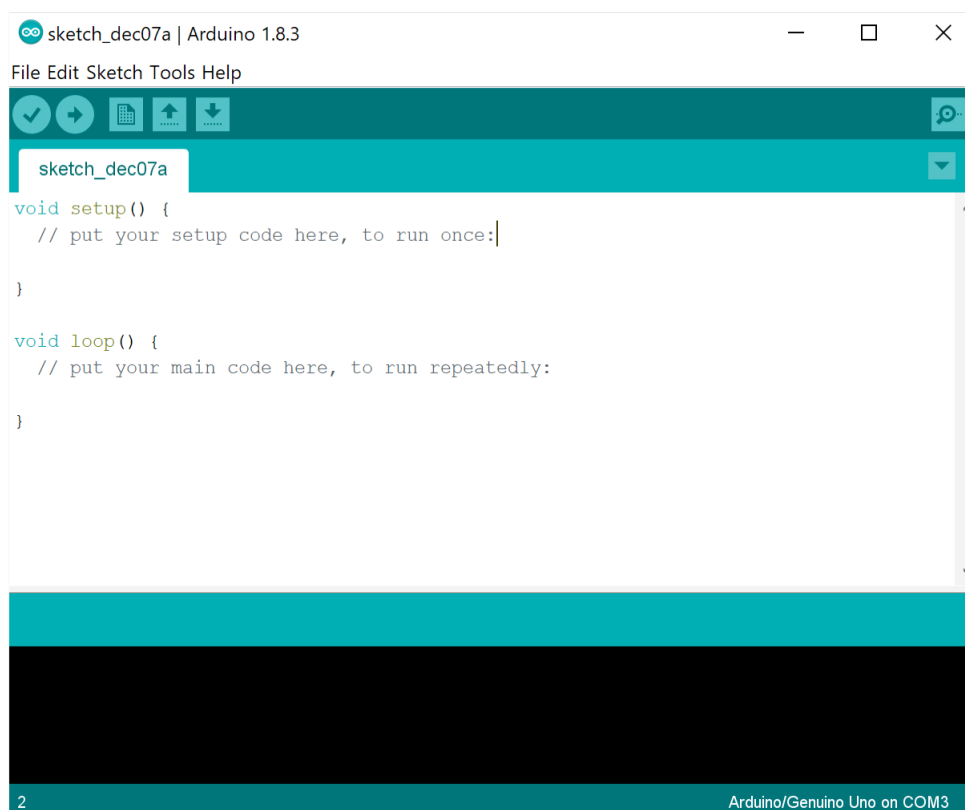 sketch_dec07a | Arduino 1.8.3
File Edit Sketch Tools Help
sketch_dec07a
void setup() {
  // put your setup code here, to run once:
}
void loop() {
  // put your main code here, to run repeatedly:
}
2
Arduino/Genuino Uno on COM3